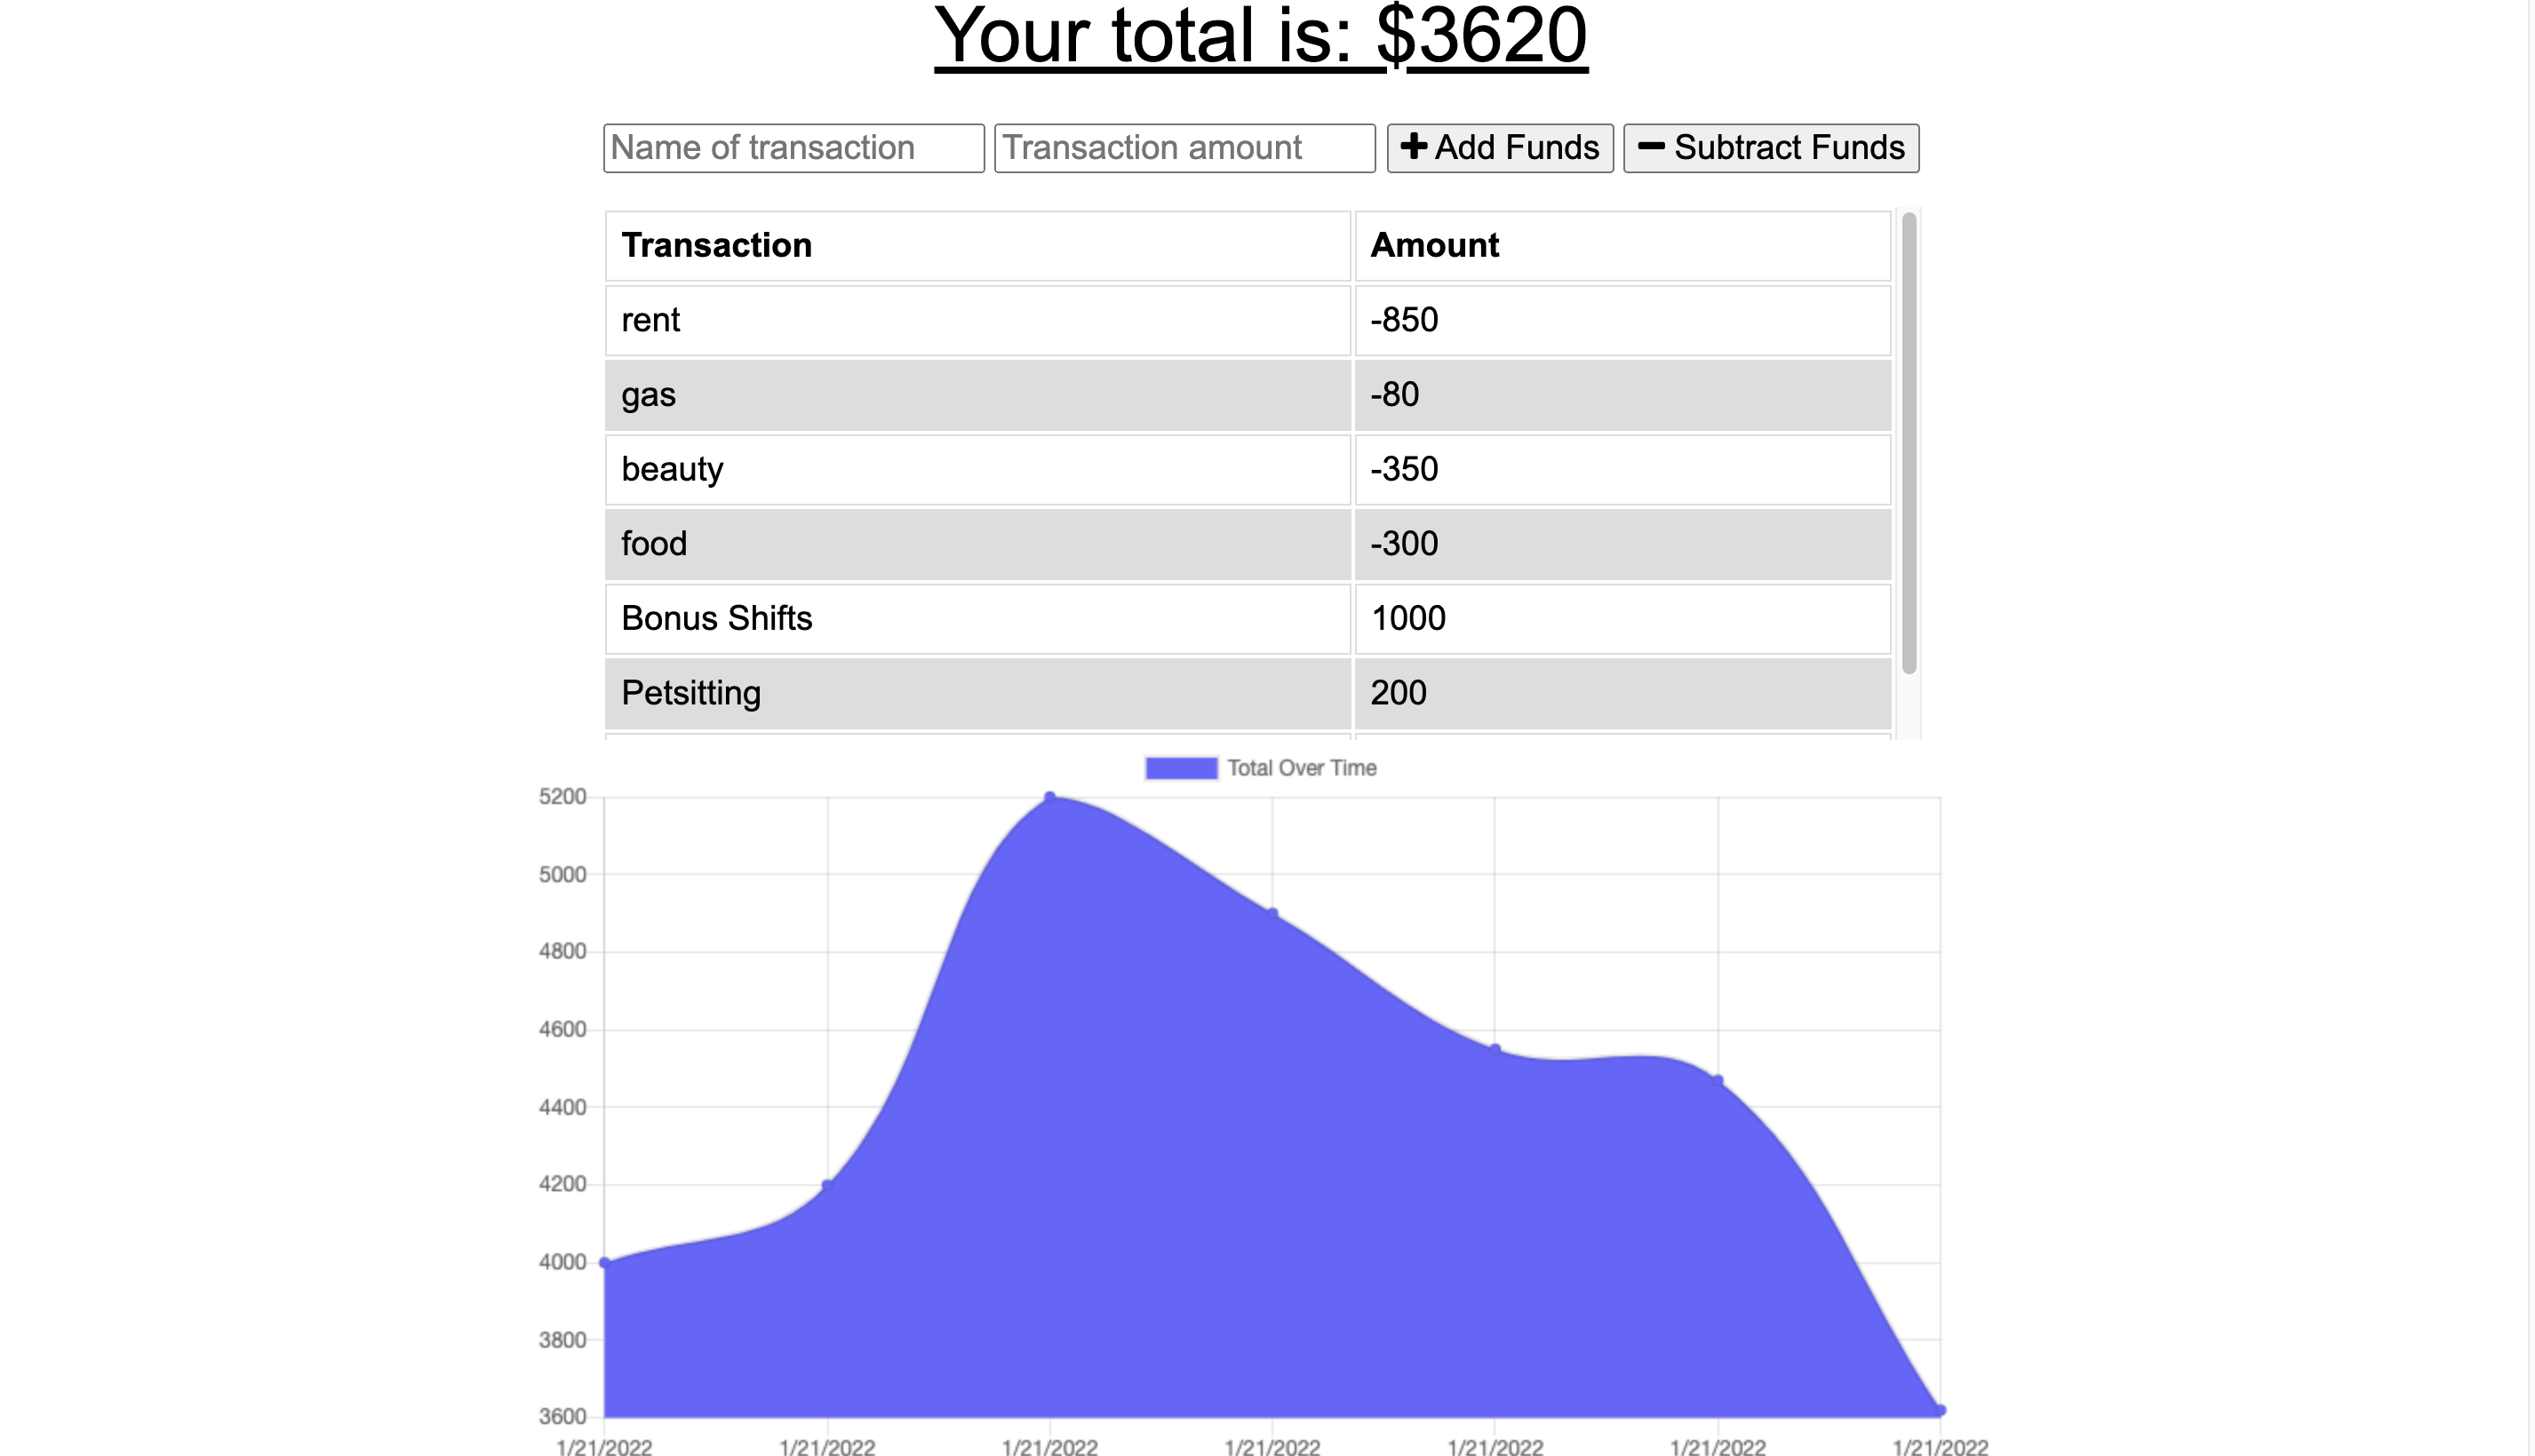 Your total is: $3620
Name of transaction Transaction amount Add Funds Subtract Funds
Transaction Amount
rent -850
gas -80
beauty -350
food -300
Bonus Shifts 1000
Petsitting 200
Total Over Time
5200
5000
4800
4600
4400
4200
4000
3800
3600
1/21/2022 1/21/2022 1/21/2022 1/21/2022 1/21/2022 1/21/2022 1/21/2022